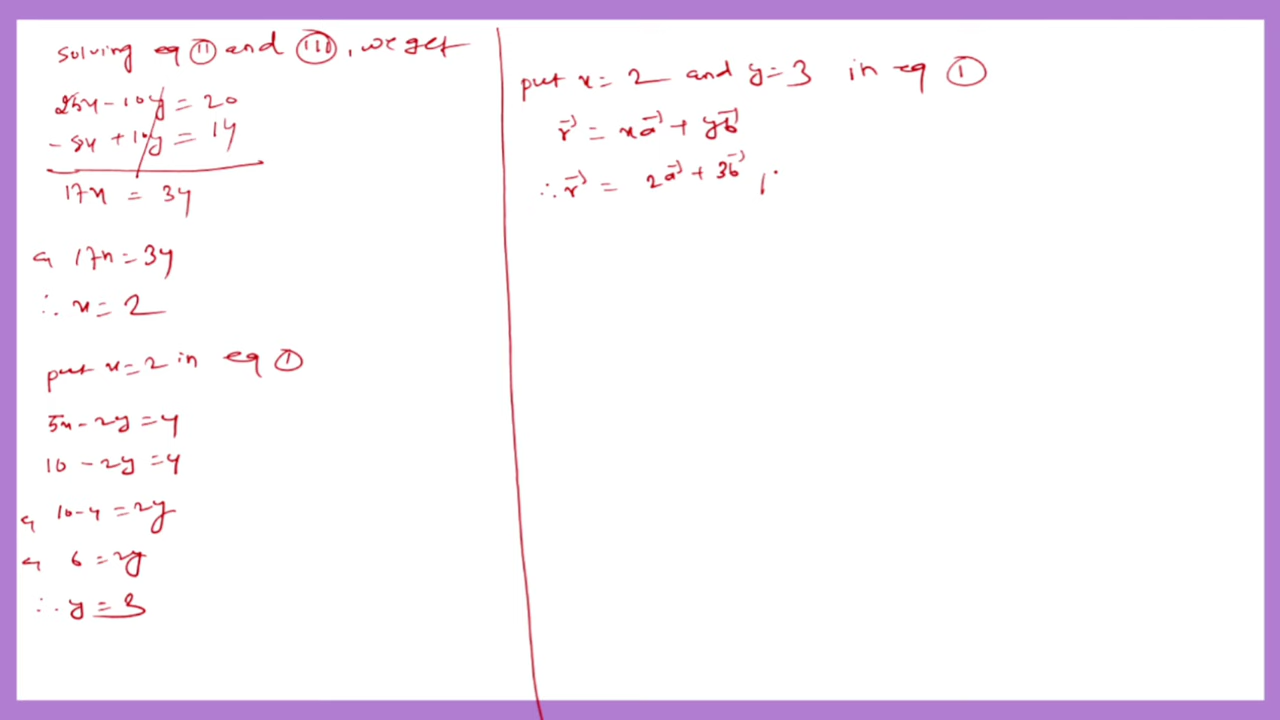 solving eq (II) and (III), we get
25x - 10y = 20
- 8x + 10y = 14
17x = 34
17x = 34
∴ x = 2
put x = 2 in eq (I)
5x - 2y = 4
10 - 2y = 4
10 - 4 = 2y
6 = 2y
∴ y = 3
put x = 2 and y = 3 in eq (I)
r⃗ = xa⃗ + yb⃗
∴ r⃗ = 2a⃗ + 3b⃗